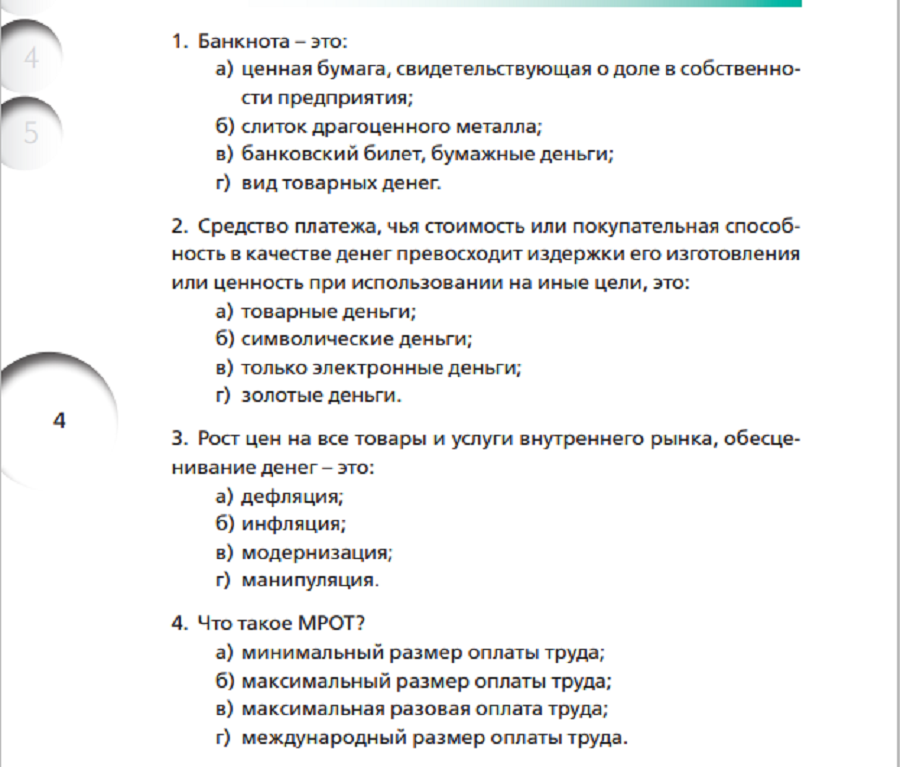 4
5
1. Банкнота – это:
а) ценная бумага, свидетельствующая о доле в собственно-
сти предприятия;
б) слиток драгоценного металла;
в) банковский билет, бумажные деньги;
г) вид товарных денег.
2. Средство платежа, чья стоимость или покупательная способ-
ность в качестве денег превосходит издержки его изготовления
или ценность при использовании на иные цели, это:
а) товарные деньги;
б) символические деньги;
в) только электронные деньги;
г) золотые деньги.
4
3. Рост цен на все товары и услуги внутреннего рынка, обесце-
нивание денег – это:
а) дефляция;
б) инфляция;
в) модернизация;
г) манипуляция.
4. Что такое МРОТ?
а) минимальный размер оплаты труда;
б) максимальный размер оплаты труда;
в) максимальная разовая оплата труда;
г) международный размер оплаты труда.